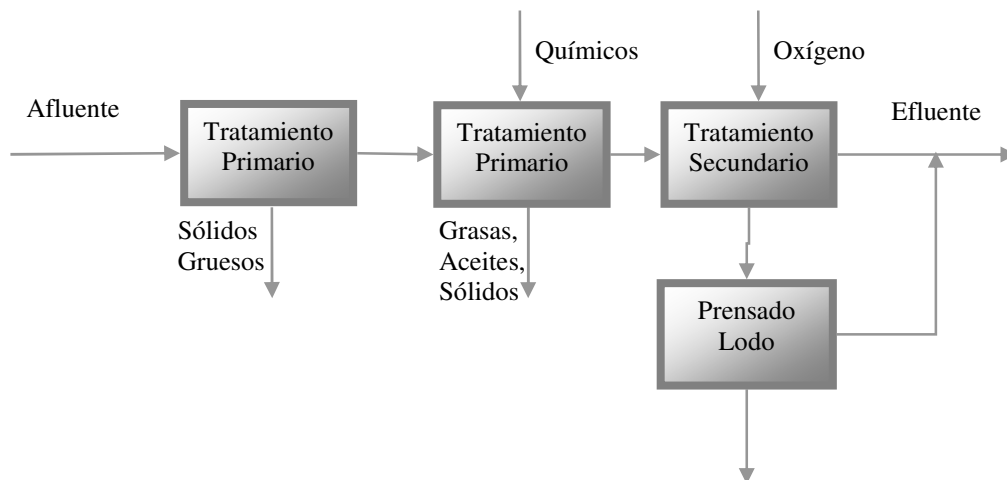 Químicos
Oxígeno
Afluente
Efluente
Tratamiento
Primario
Tratamiento
Primario
Tratamiento
Secundario
Sólidos
Gruesos
Grasas,
Aceites,
Sólidos
Prensado
Lodo